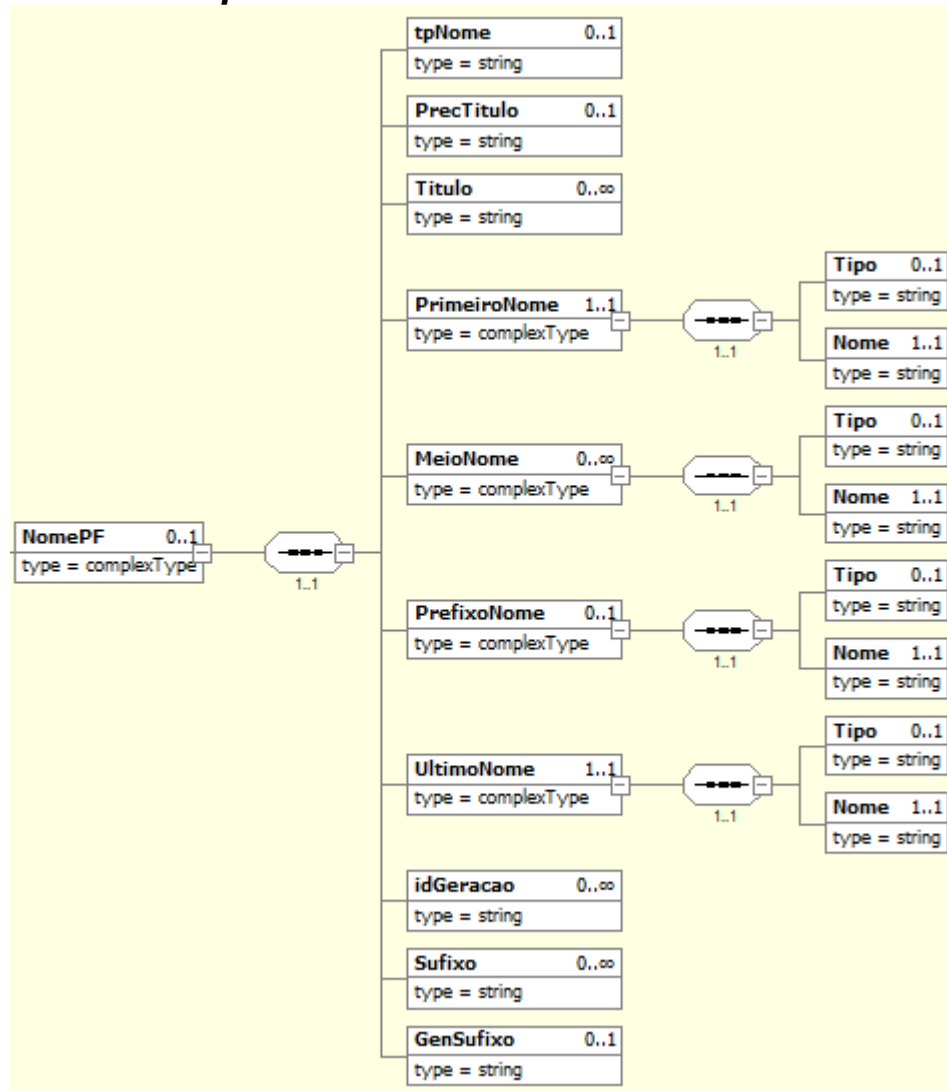 tpNome 0..1
type = string
PrecTitulo 0..1
type = string
Titulo 0..∞
type = string
PrimeiroNome 1..1
type = complexType
1..1
Tipo 0..1
type = string
Nome 1..1
type = string
MeioNome 0..∞
type = complexType
1..1
Tipo 0..1
type = string
Nome 1..1
type = string
NomePF 0..1
type = complexType
1..1
PrefixoNome 0..1
type = complexType
1..1
Tipo 0..1
type = string
Nome 1..1
type = string
UltimoNome 1..1
type = complexType
1..1
Tipo 0..1
type = string
Nome 1..1
type = string
idGeracao 0..∞
type = string
Sufixo 0..∞
type = string
GenSufixo 0..1
type = string